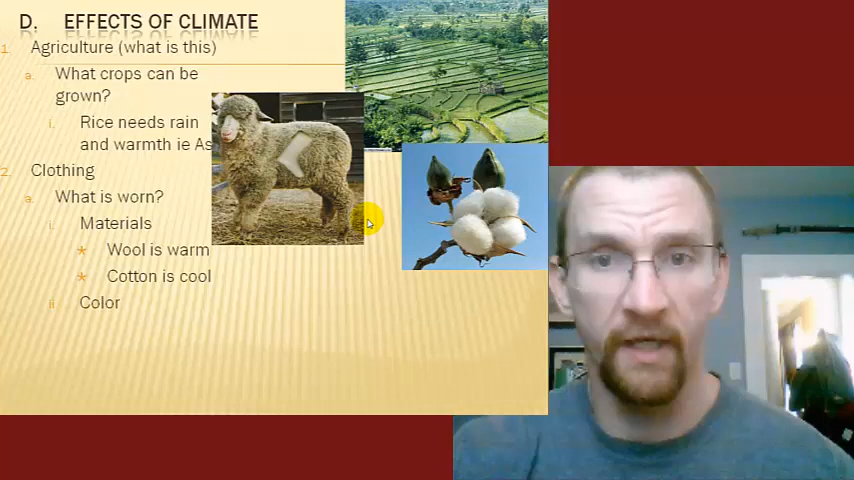 D. EFFECTS OF CLIMATE
1. Agriculture (what is this)
a. What crops can be
grown?
i. Rice needs rain
and warmth ie As
2. Clothing
a. What is worn?
i. Materials
* Wool is warm
* Cotton is cool
ii. Color